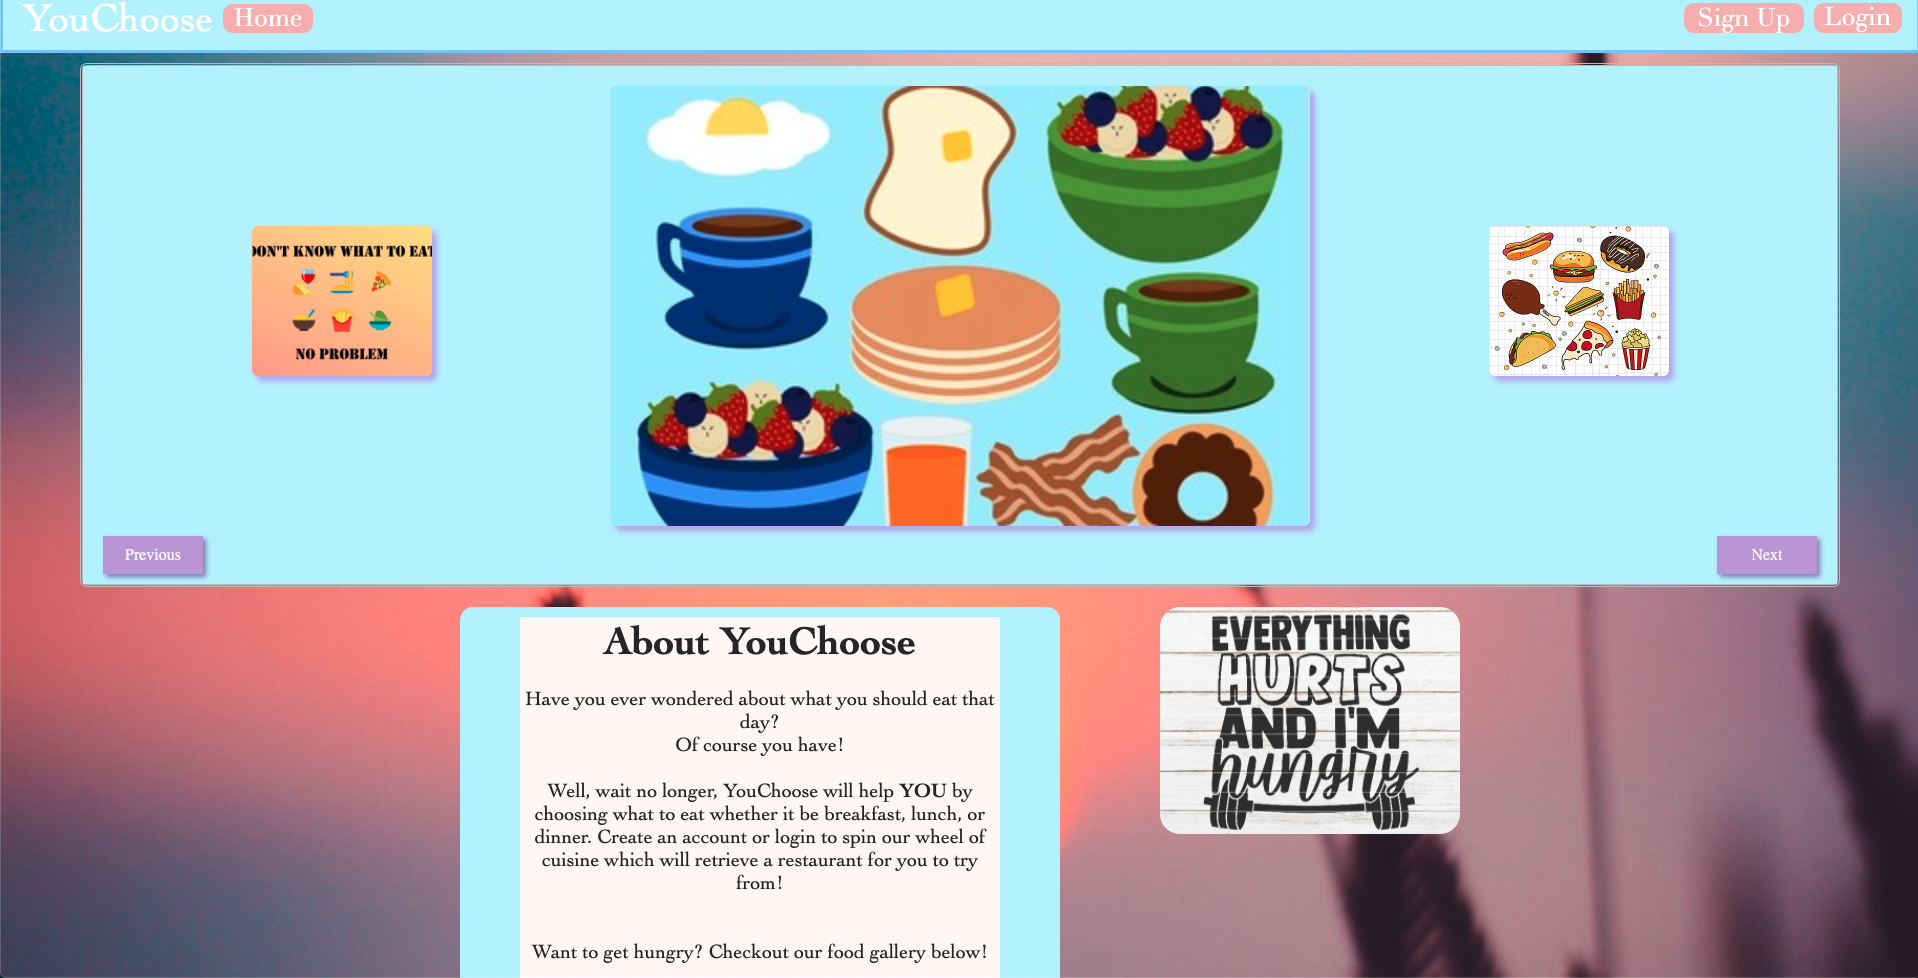 YouChoose Home Sign Up Login
DON'T KNOW WHAT TO EAT
NO PROBLEM
Previous Next
About YouChoose
Have you ever wondered about what you should eat that
day?
Of course you have!
Well, wait no longer, YouChoose will help YOU by
choosing what to eat whether it be breakfast, lunch, or
dinner. Create an account or login to spin our wheel of
cuisine which will retrieve a restaurant for you to try
from!
Want to get hungry? Checkout our food gallery below!
EVERYTHING
HURTS
AND I'M
hungry